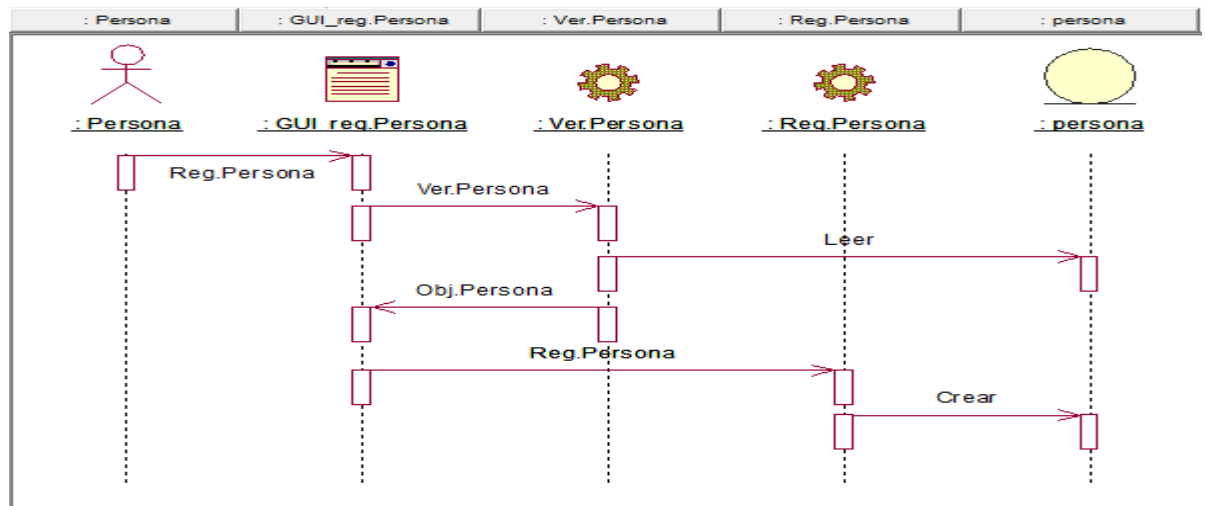 : Persona
: GUI_reg.Persona
: Ver.Persona
: Reg.Persona
: persona
: Persona
: GUI_reg.Persona
: Ver.Persona
: Reg.Persona
: persona
Reg.Persona
Ver.Persona
Leer
Obj.Persona
Reg.Persona
Crear